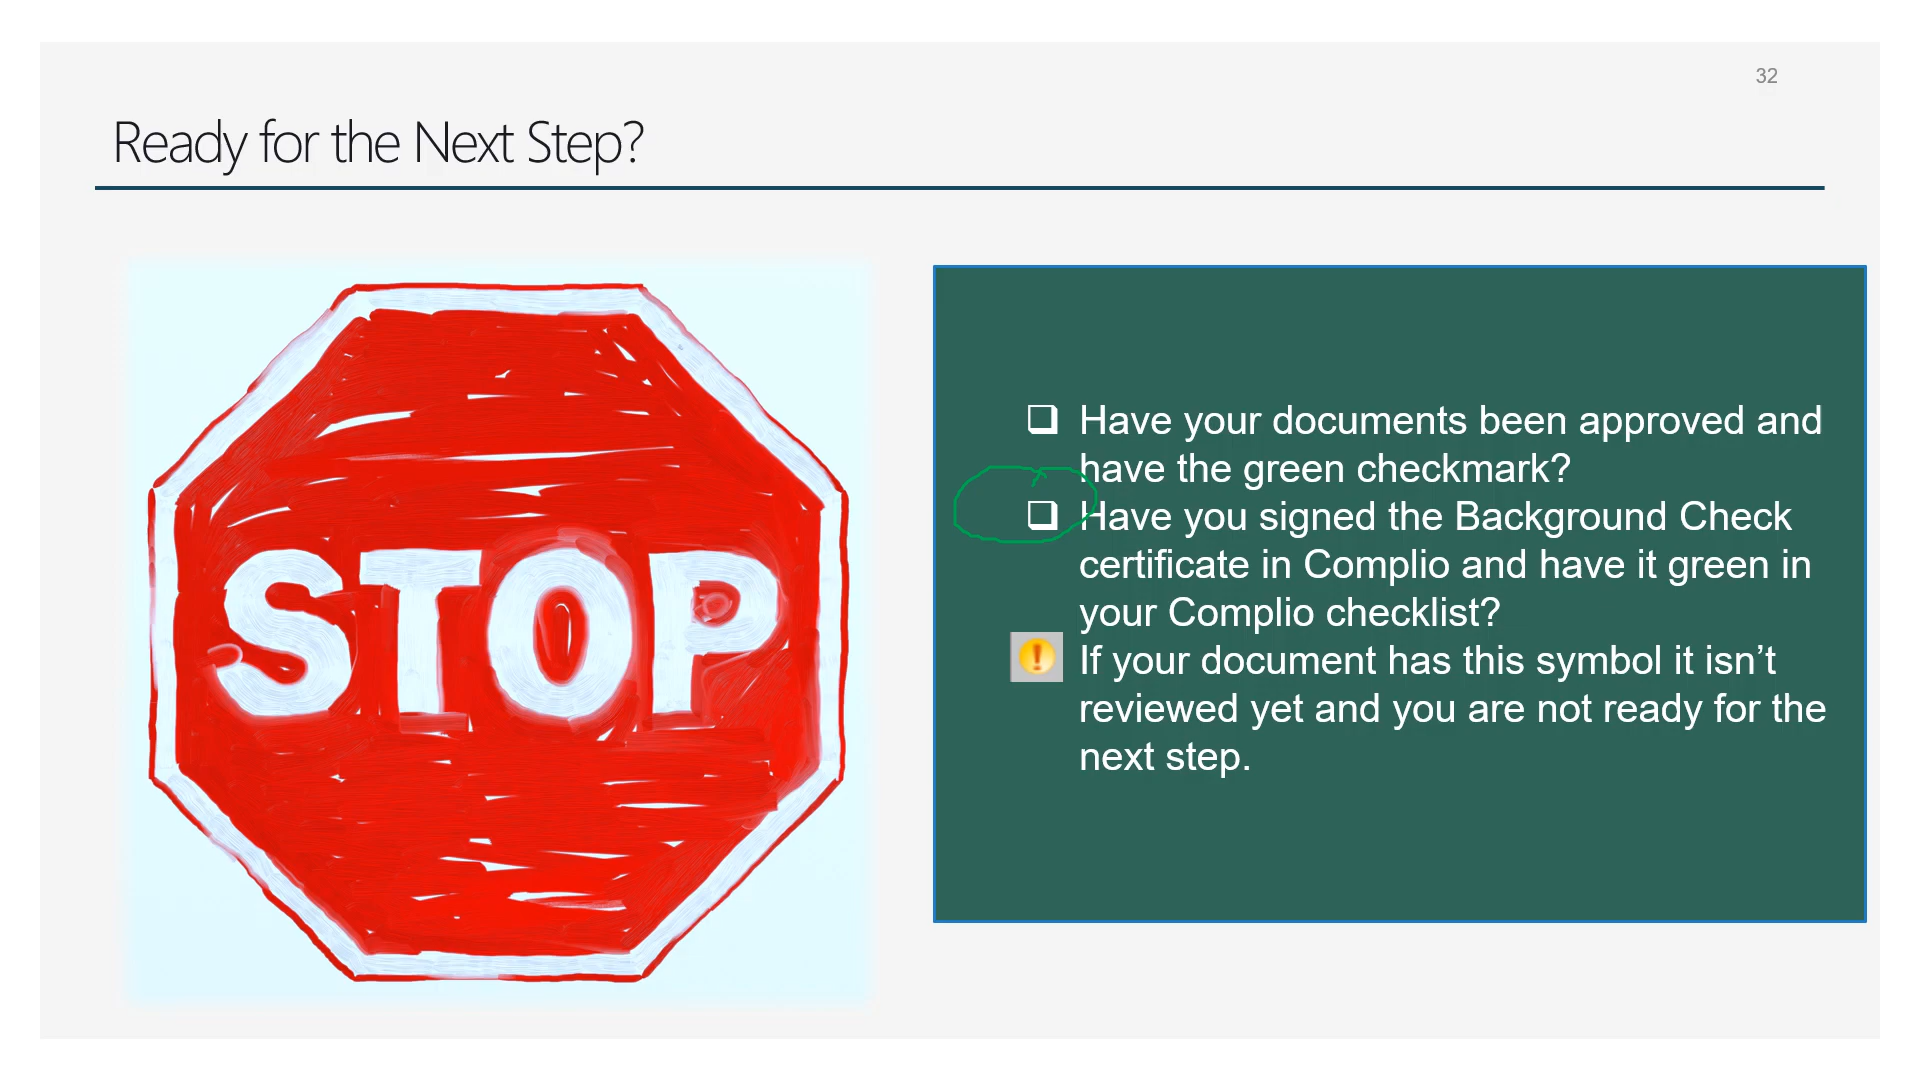 32
Ready for the Next Step?
STOP
Have your documents been approved and
have the green checkmark?
Have you signed the Background Check
certificate in Complio and have it green in
your Complio checklist?
If your document has this symbol it isn’t
reviewed yet and you are not ready for the
next step.